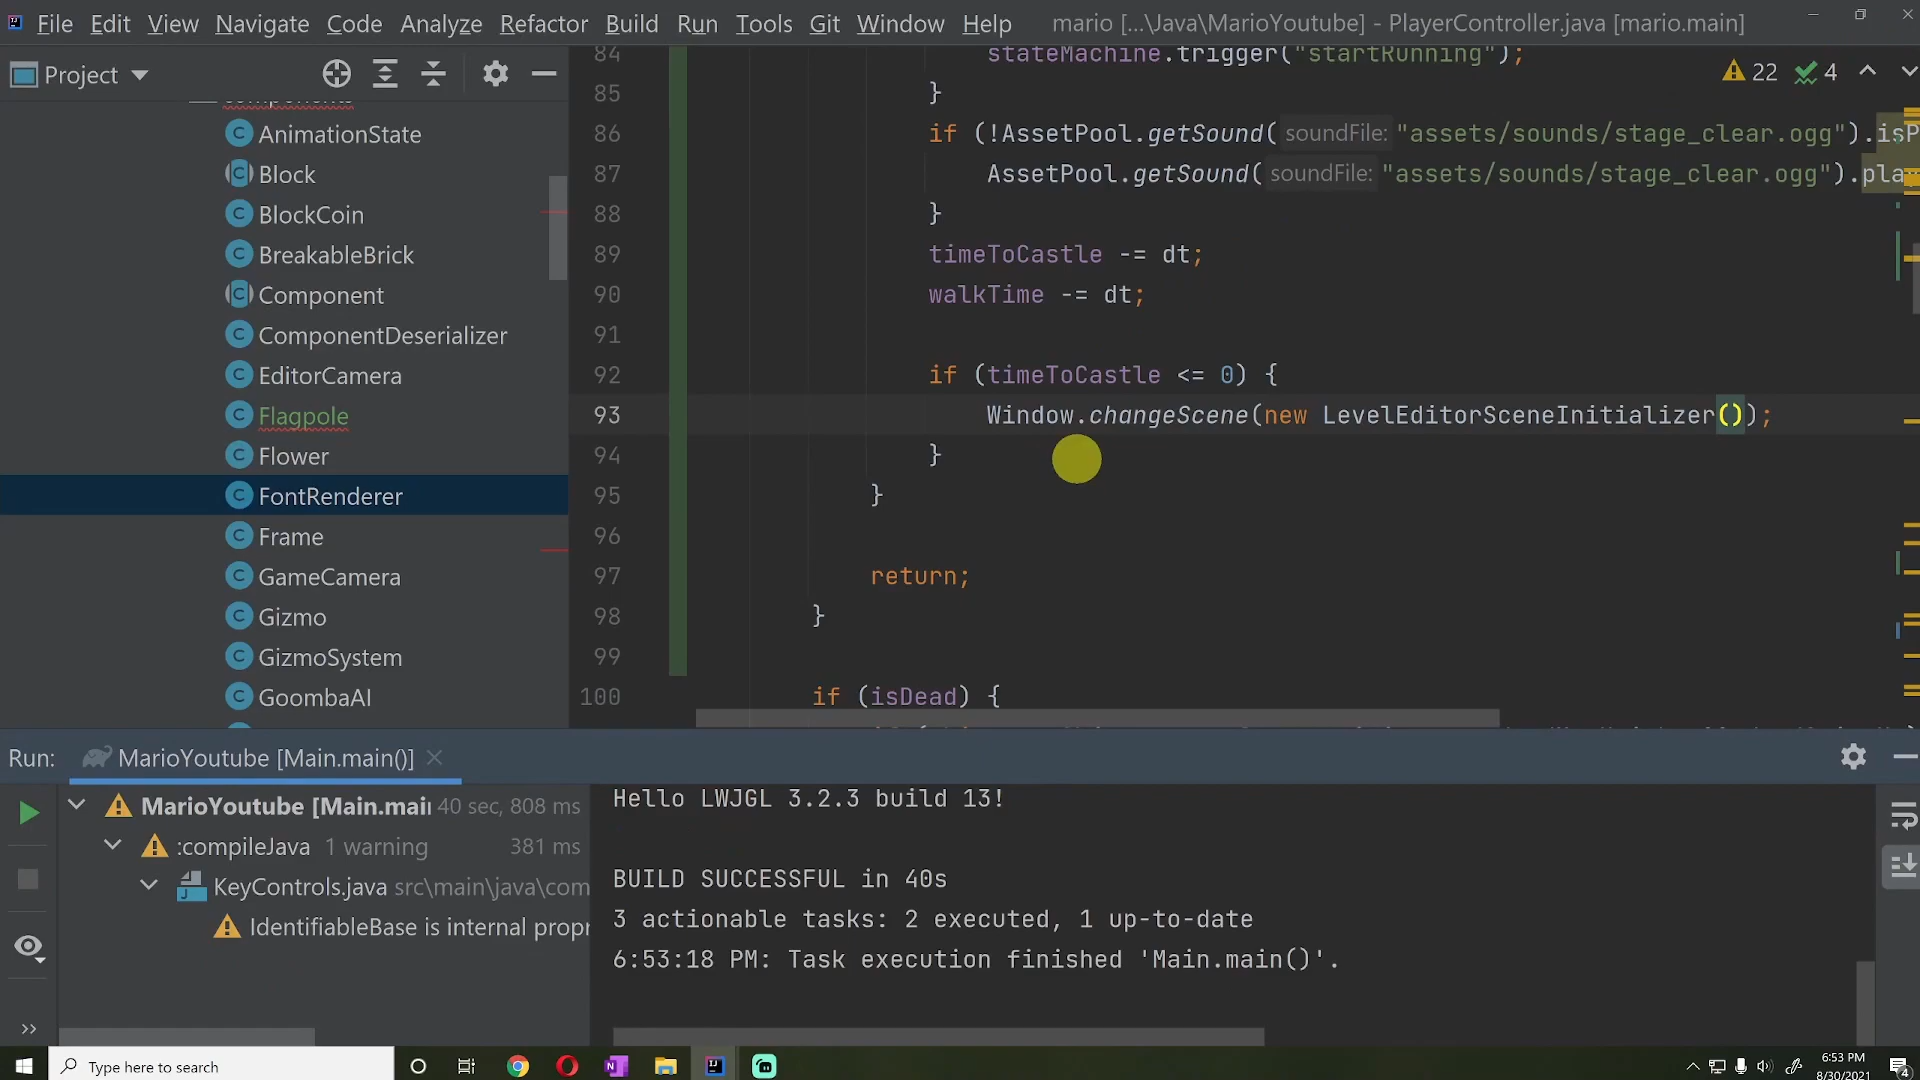 File Edit View Navigate Code Analyze Refactor Build Run Tools Git Window Help mario [...\Java\MarioYoutube] - PlayerController.java [mario.main]
Project
components
AnimationState
Block
BlockCoin
BreakableBrick
Component
ComponentDeserializer
EditorCamera
Flagpole
Flower
FontRenderer
Frame
GameCamera
Gizmo
GizmoSystem
GoombaAI
22 4
84 stateMachine.trigger("startRunning");
85 }
86 if (!AssetPool.getSound( soundFile: "assets/sounds/stage_clear.ogg").isP
87 AssetPool.getSound( soundFile: "assets/sounds/stage_clear.ogg").pla
88 }
89 timeToCastle -= dt;
90 walkTime -= dt;
91
92 if (timeToCastle <= 0) {
93 Window.changeScene(new LevelEditorSceneInitializer());
94 }
95 }
96
97 return;
98 }
99
100 if (isDead) {
Run: MarioYoutube [Main.main()]
MarioYoutube [Main.mai 40 sec, 808 ms
:compileJava 1 warning 381 ms
KeyControls.java src\main\java\com
IdentifiableBase is internal propr
Hello LWJGL 3.2.3 build 13!
BUILD SUCCESSFUL in 40s
3 actionable tasks: 2 executed, 1 up-to-date
6:53:18 PM: Task execution finished 'Main.main()'.
Type here to search
6:53 PM
8/30/2021
4